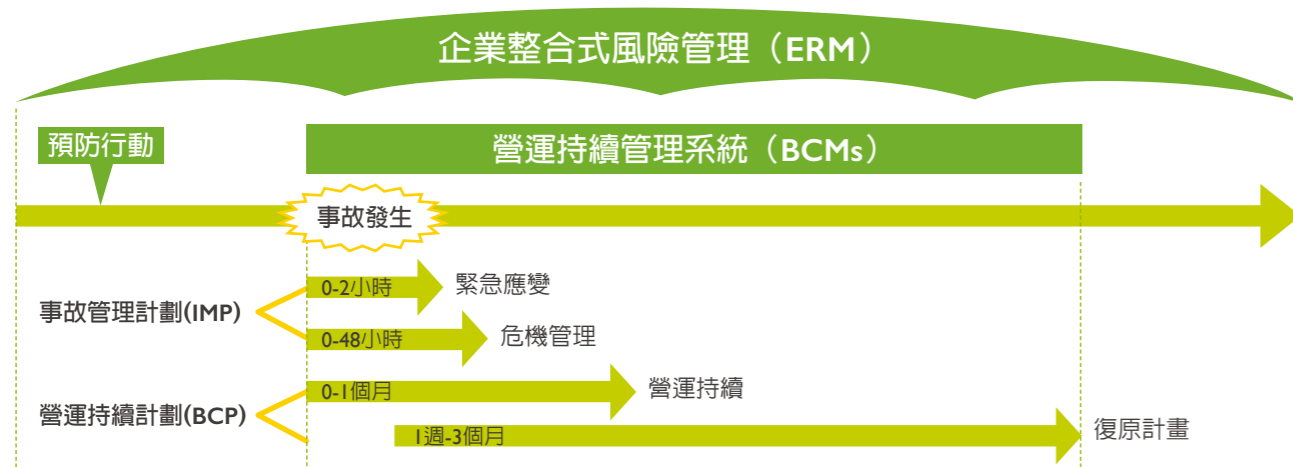 企業整合式風險管理（ERM）
預防行動
營運持續管理系統（BCMs）
事故發生
事故管理計劃(IMP)
0-2小時
緊急應變
0-48小時
危機管理
營運持續計劃(BCP)
0-1個月
營運持續
1週-3個月
復原計畫